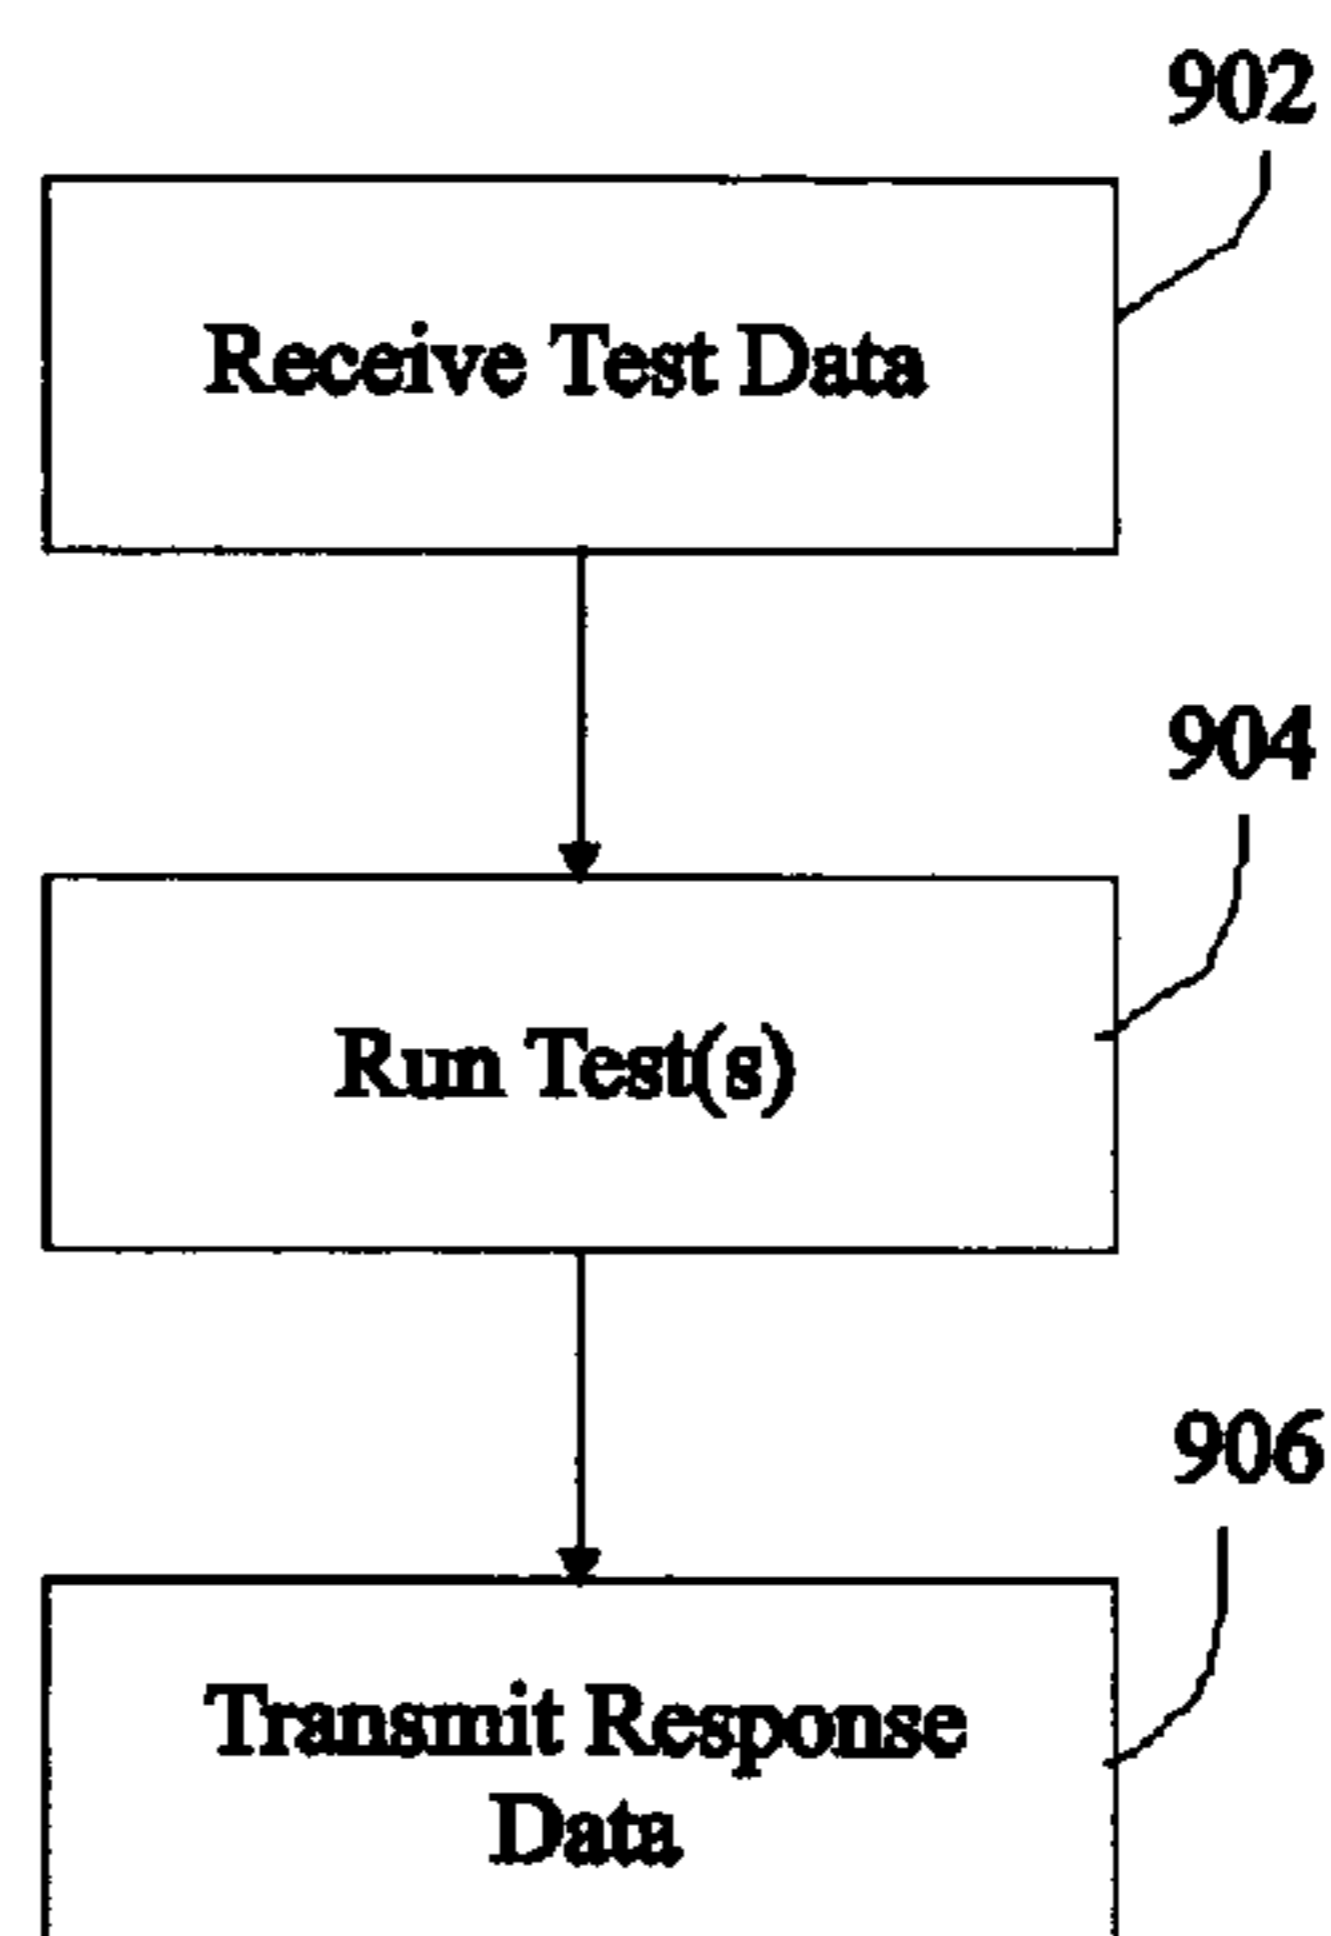 902
Receive Test Data
904
Run Test(s)
906
Transmit Response
Data